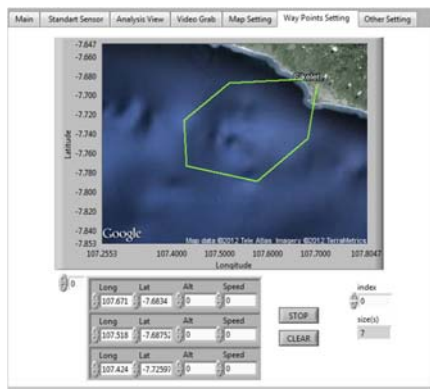 Main Standart Sensor Analysis View Video Grab Map Setting Way Points Setting Other Setting
-7.647
-7.660
-7.680
-7.700
-7.720
-7.740
-7.760
-7.780
-7.800
-7.820
-7.853
Latitude
Cikelet
Google
Map data ©2012 Tele Atlas, Imagery ©2012 TerraMetrics
107.2553 107.4000 107.5000 107.6000 107.7000 107.8047
Longitude
0
Long Lat Alt Speed
107.671 -7.6834 0 0
Long Lat Alt Speed
107.518 -7.68752 0 0
Long Lat Alt Speed
107.424 -7.72597 0 0
STOP
CLEAR
index
0
size(s)
7